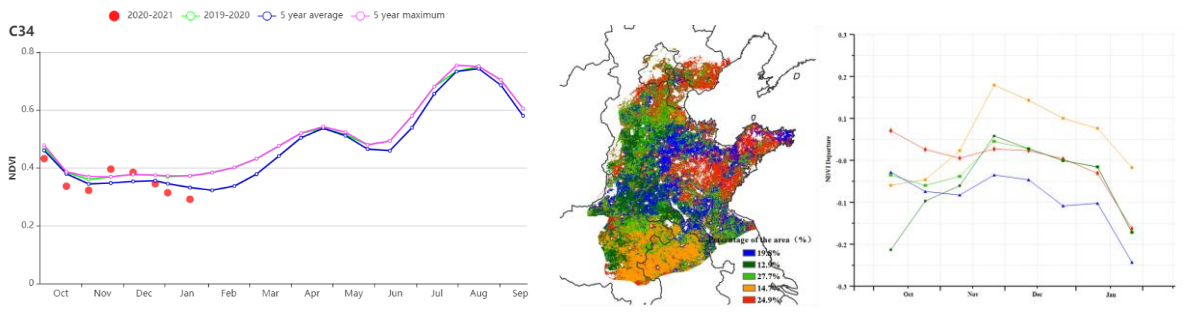 2020-2021 2019-2020 5 year average 5 year maximum
C34
0.8
0.6
0.4
0.2
0
NDVI
Oct Nov Dec Jan Feb Mar Apr May Jun Jul Aug Sep
Percentage of the area (%)
19.8%
12.9%
27.7%
14.7%
24.9%
0.3
0.2
0.1
-0.0
-0.1
-0.2
-0.3
NDVI Departure
Oct Nov Dec Jan